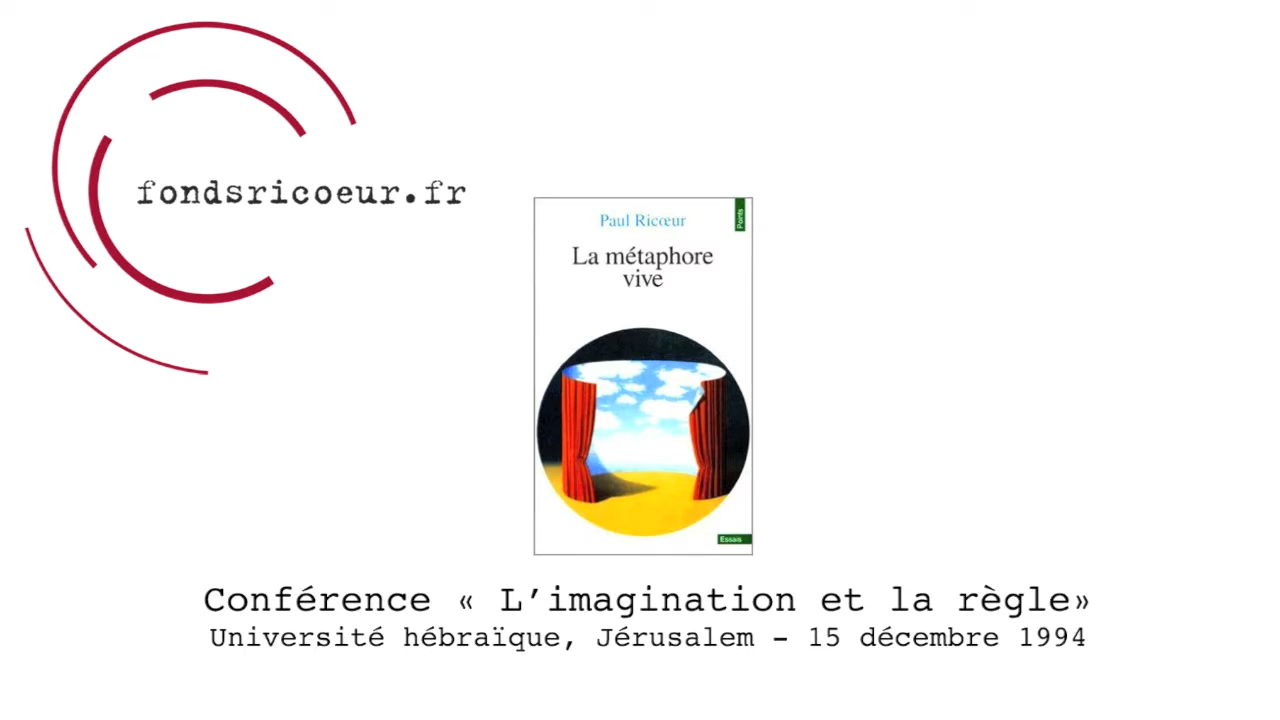 fondsricoeur.fr
Paul Ricœur
Points
La métaphore
vive
Essais
Conférence « L’imagination et la règle»
Université hébraïque, Jérusalem - 15 décembre 1994